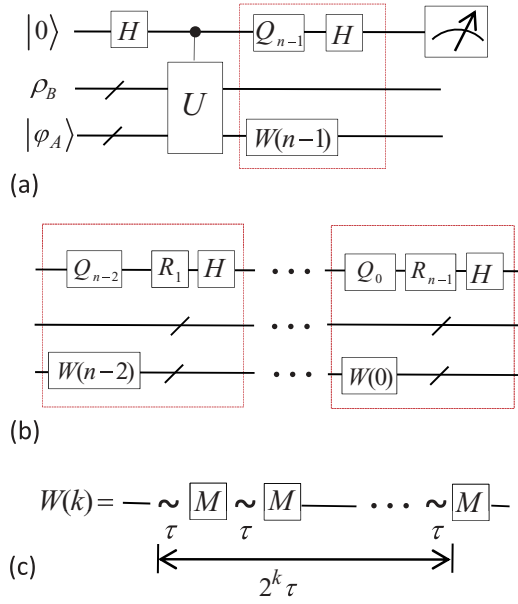 |0⟩ H Q_{n−1} H
ρ_B U
|φ_A⟩ W(n−1)
(a)
Q_{n−2} R_1 H ··· Q_0 R_{n−1} H
···
W(n−2) ··· W(0)
(b)
W(k)= ~ M ~ M ··· ~ M
τ τ τ
2^k τ
(c)